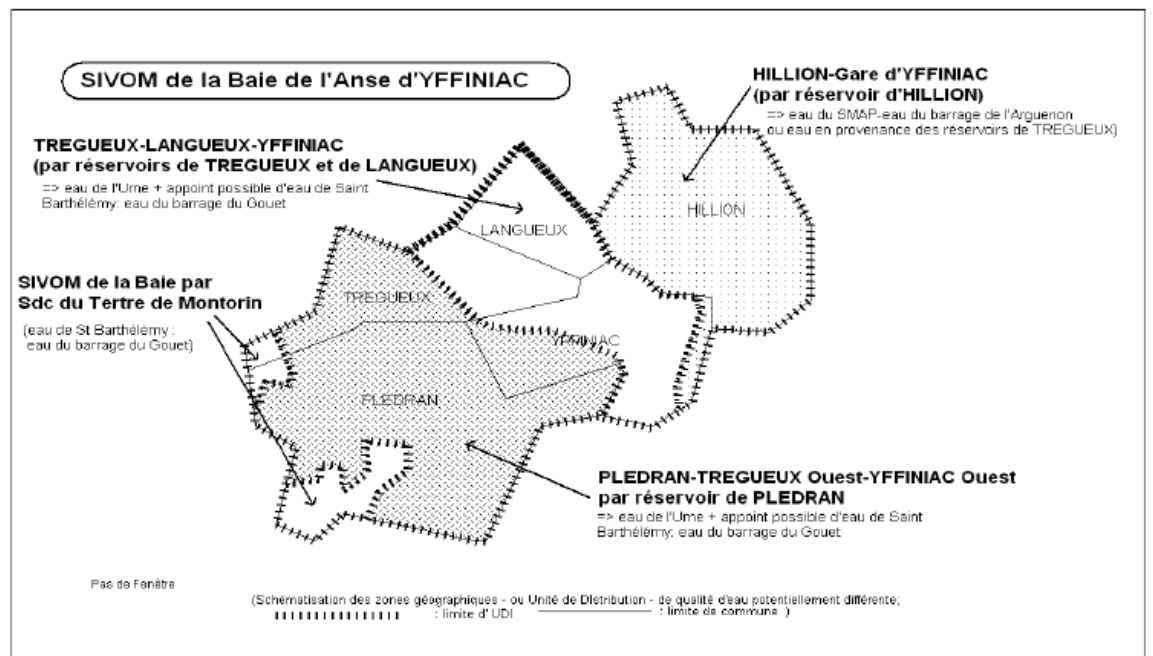 SIVOM de la Baie de l'Anse d'YFFINIAC
HILLION-Gare d'YFFINIAC
(par réservoir d'HILLION)
=> eau du SMAP-eau du barrage de l'Arguenon
ou eau en provenance des réservoirs de TREGUEUX)
TREGUEUX-LANGUEUX-YFFINIAC
(par réservoirs de TREGUEUX et de LANGUEUX)
=> eau de l'Urne + appoint possible d'eau de Saint
Barthélémy: eau du barrage du Gouet
HILLION
LANGUEUX
SIVOM de la Baie par
Sdc du Tertre de Montorin
(eau de St Barthélémy :
eau du barrage du Gouet)
TREGUEUX
YFFINIAC
PLEDRAN
PLEDRAN-TREGUEUX Ouest-YFFINIAC Ouest
par réservoir de PLEDRAN
=> eau de l'Urne + appoint possible d'eau de Saint
Barthélémy: eau du barrage du Gouet
Pas de Fenêtre
(Schématisation des zones géographiques - ou Unité de Distribution - de qualité d'eau potentiellement différente;
: limite d' UDI : limite de commune )